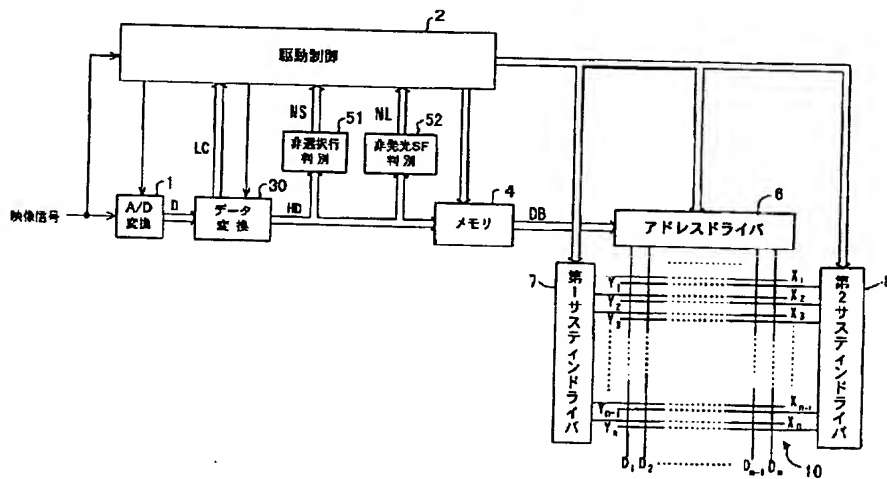 2
駆動制御
NS
NL
51
52
LC
非選択行
判別
非発光SF
判別
1
30
4
6
映像信号
A/D
変換
D
データ
変換
HD
メモリ
DB
アドレスドライバ
7
第1サスティンドライバ
8
第2サスティンドライバ
Y1
X1
Y2
X2
Y3
X3
Yn-1
Xn-1
Yn
Xn
D1 D2
Dm-1 Dm
10